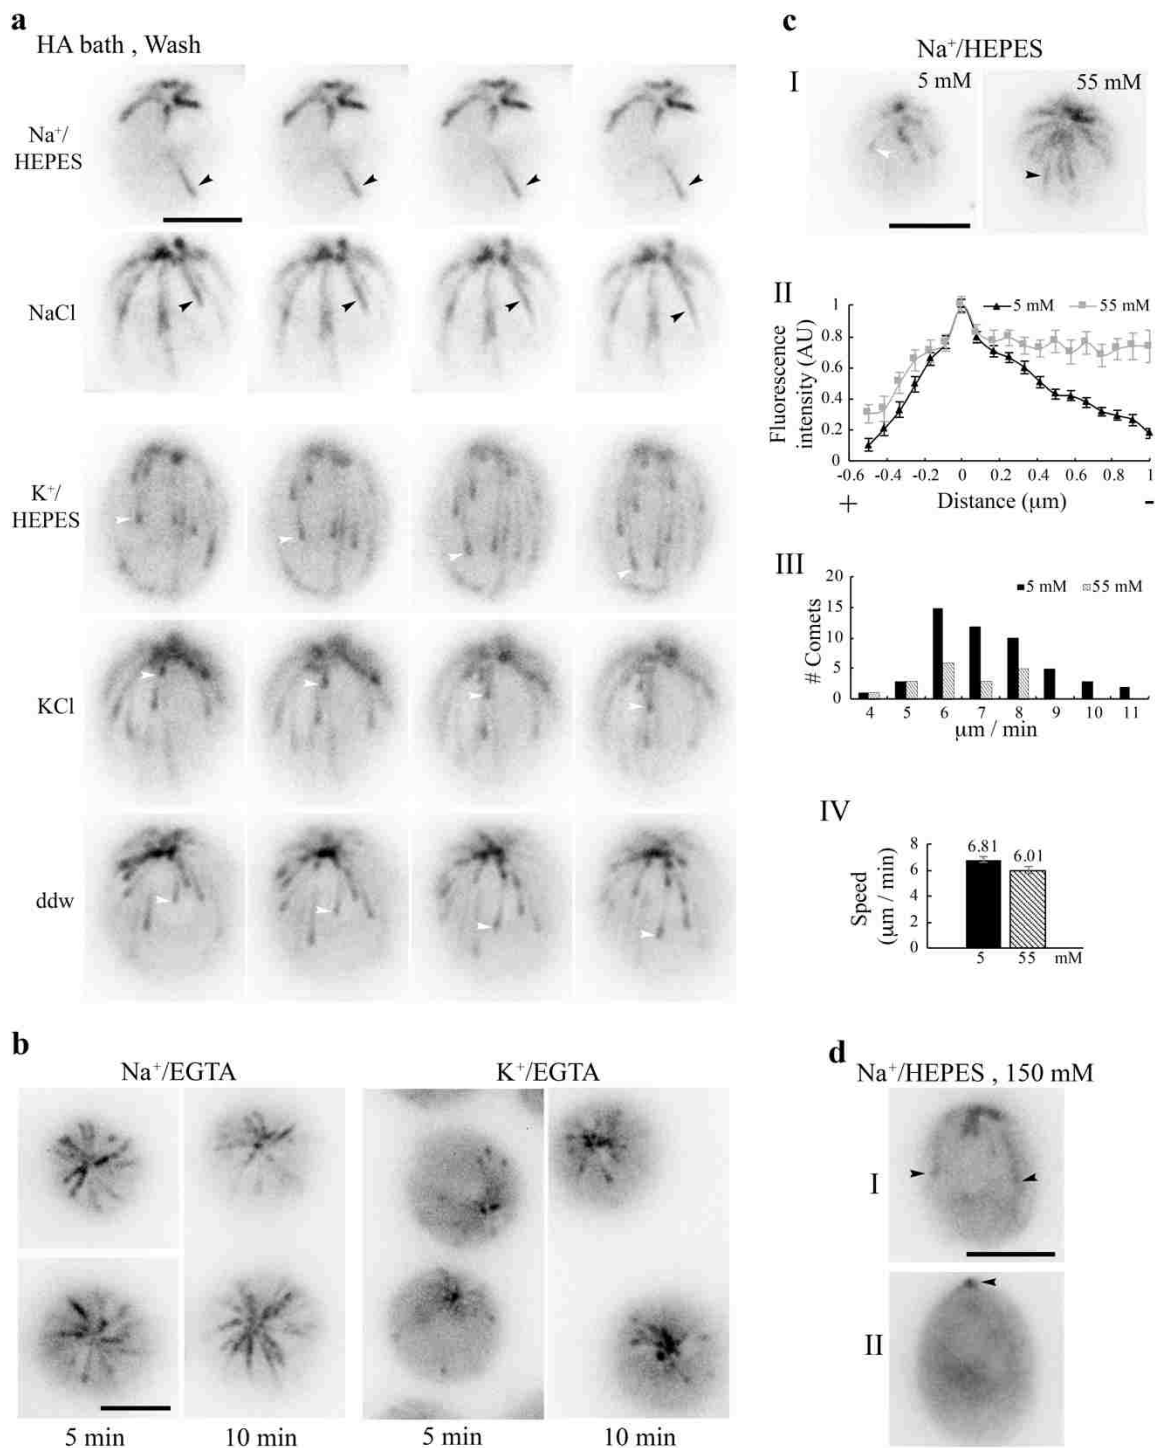 a
HA bath , Wash
Na⁺/
HEPES
NaCl
K⁺/
HEPES
KCl
ddw
c
Na⁺/HEPES
I
5 mM
55 mM
II
5 mM
55 mM
Fluorescence
intensity (AU)
1
0.8
0.6
0.4
0.2
0
-0.6
-0.4
-0.2
0
0.2
0.4
0.6
0.8
1
+
Distance (µm)
-
III
# Comets
20
15
10
5
0
5 mM
55 mM
4
5
6
7
8
9
10
11
µm / min
IV
Speed
(µm / min)
8
6
4
2
0
6.81
6.01
5
55
mM
b
Na⁺/EGTA
K⁺/EGTA
5 min
10 min
5 min
10 min
d
Na⁺/HEPES , 150 mM
I
II